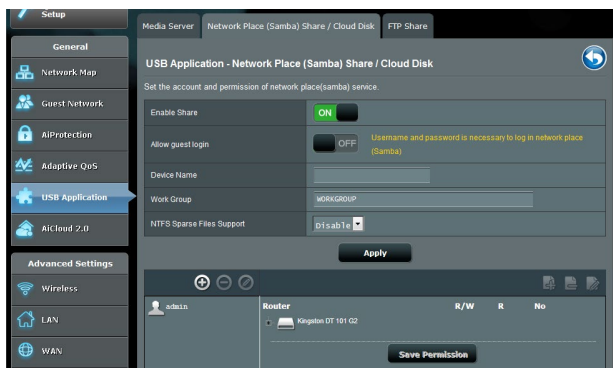 Setup
General
Network Map
Guest Network
AiProtection
Adaptive QoS
USB Application
AiCloud 2.0
Advanced Settings
Wireless
LAN
WAN
Media Server
Network Place (Samba) Share / Cloud Disk
FTP Share
USB Application - Network Place (Samba) Share / Cloud Disk
Set the account and permission of network place(samba) service.
Enable Share
ON
Allow guest login
OFF
Username and password is necessary to log in network place
(Samba)
Device Name
Work Group
WORKGROUP
NTFS Sparse Files Support
Disable
Apply
admin
Router
R/W
R
No
Kingston DT 101 G2
Save Permission